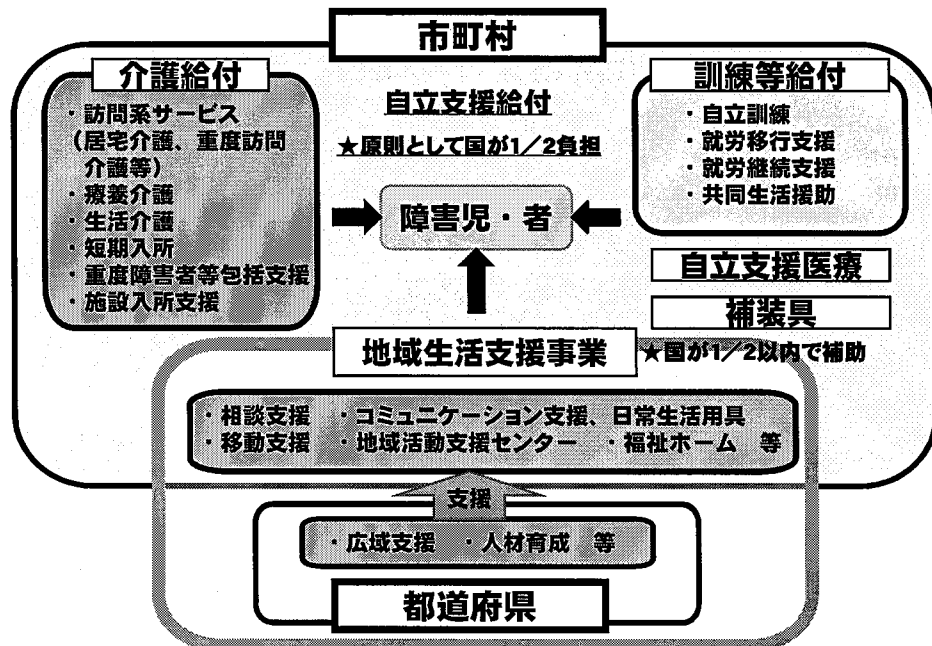 市町村
介護給付
・訪問系サービス
(居宅介護、重度訪問
介護等)
・療養介護
・生活介護
・短期入所
・重度障害者等包括支援
・施設入所支援
自立支援給付
★原則として国が1/2負担
訓練等給付
・自立訓練
・就労移行支援
・就労継続支援
・共同生活援助
障害児・者
自立支援医療
補装具
地域生活支援事業
★国が1/2以内で補助
・相談支援 ・コミュニケーション支援、日常生活用具
・移動支援 ・地域活動支援センター ・福祉ホーム 等
支援
・広域支援 ・人材育成 等
都道府県